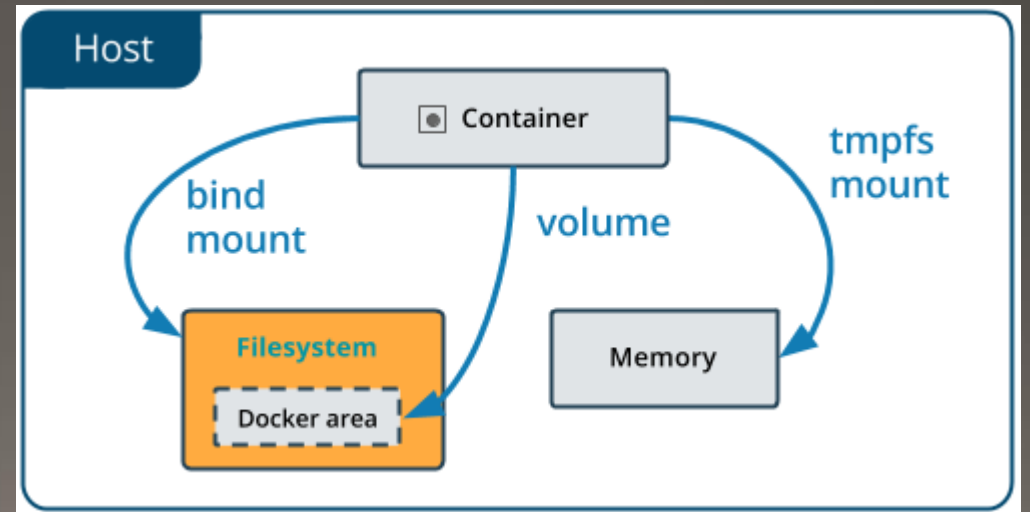 Host
Container
tmpfs
mount
bind
mount
volume
Filesystem
Memory
Docker area